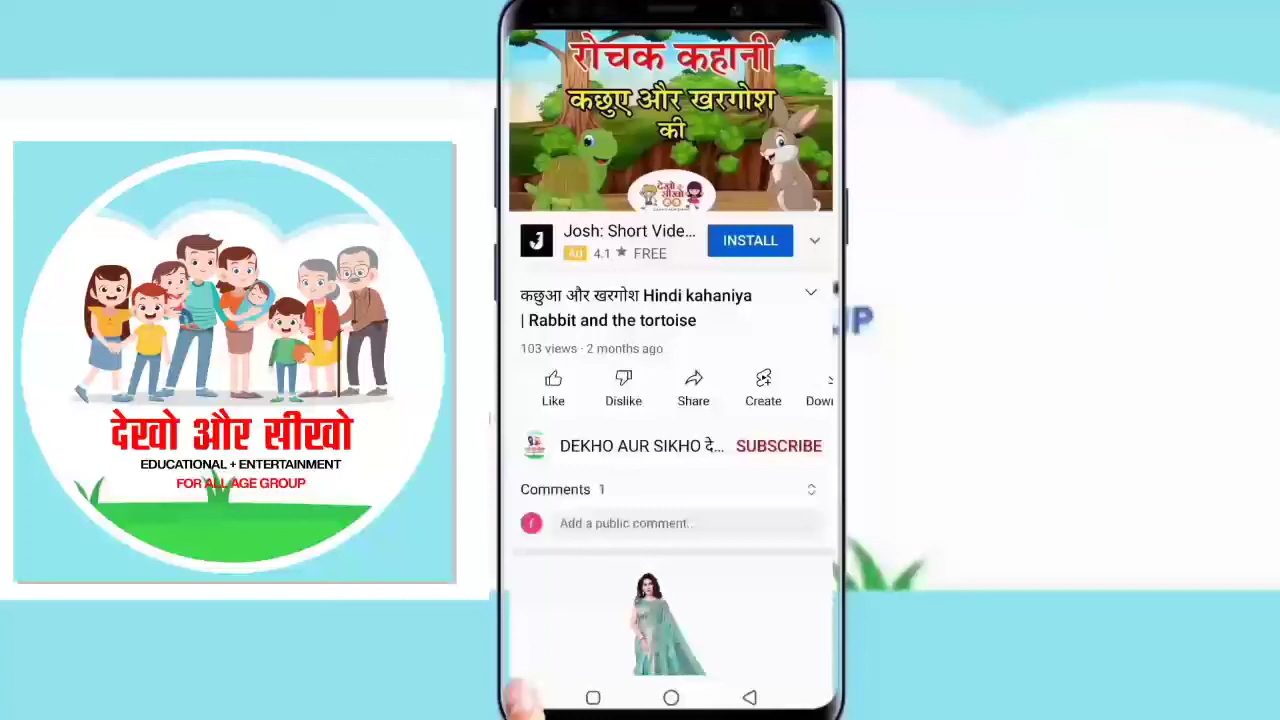 देखो और सीखो
EDUCATIONAL + ENTERTAINMENT
FOR ALL AGE GROUP
रोचक कहानी
कछुए और खरगोश
की
देखो
सीखो
J
Josh: Short Vide...
INSTALL
Ad 4.1 ★ FREE
कछुआ और खरगोश Hindi kahaniya
| Rabbit and the tortoise
103 views · 2 months ago
Like Dislike Share Create Dow
DEKHO AUR SIKHO दे... SUBSCRIBE
Comments 1
f Add a public comment...